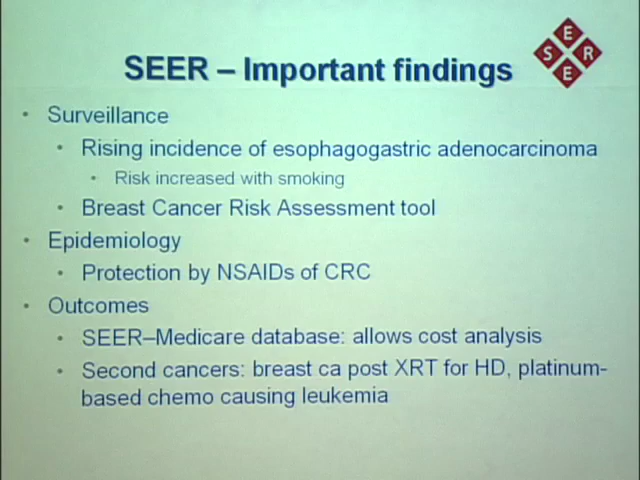 SEER – Important findings
S E R E
• Surveillance
• Rising incidence of esophagogastric adenocarcinoma
• Risk increased with smoking
• Breast Cancer Risk Assessment tool
• Epidemiology
• Protection by NSAIDs of CRC
• Outcomes
• SEER–Medicare database: allows cost analysis
• Second cancers: breast ca post XRT for HD, platinum-
based chemo causing leukemia